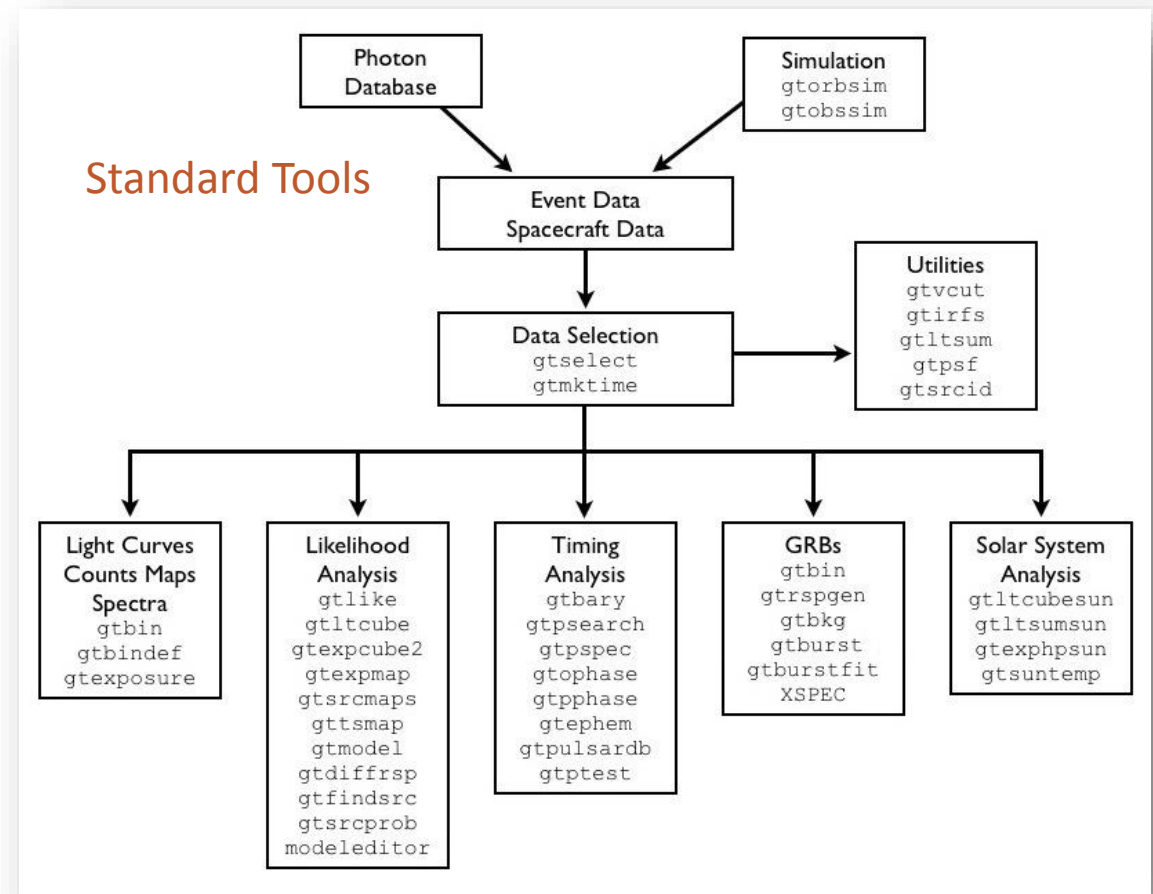 Photon
Database
Simulation
gtorbsim
gtobssim
Standard Tools
Event Data
Spacecraft Data
Utilities
gtvcut
gtirfs
gtltsum
gtpsf
gtsrcid
Data Selection
gtselect
gtmktime
Light Curves
Counts Maps
Spectra
gtbin
gtbindef
gtexposure
Likelihood
Analysis
gtlike
gtltcube
gtexpcube2
gtexpmap
gtsrcmaps
gttsmap
gtmodel
gtdiffrsp
gtfindsrc
gtsrcprob
modeleditor
Timing
Analysis
gtbary
gtpsearch
gtpspec
gtophase
gtpphase
gtephem
gtpulsardb
gtptest
GRBs
gtbin
gtrspgen
gtbkg
gtburst
gtburstfit
XSPEC
Solar System
Analysis
gtltcubesun
gtltsumsun
gtexphpsun
gtsuntemp